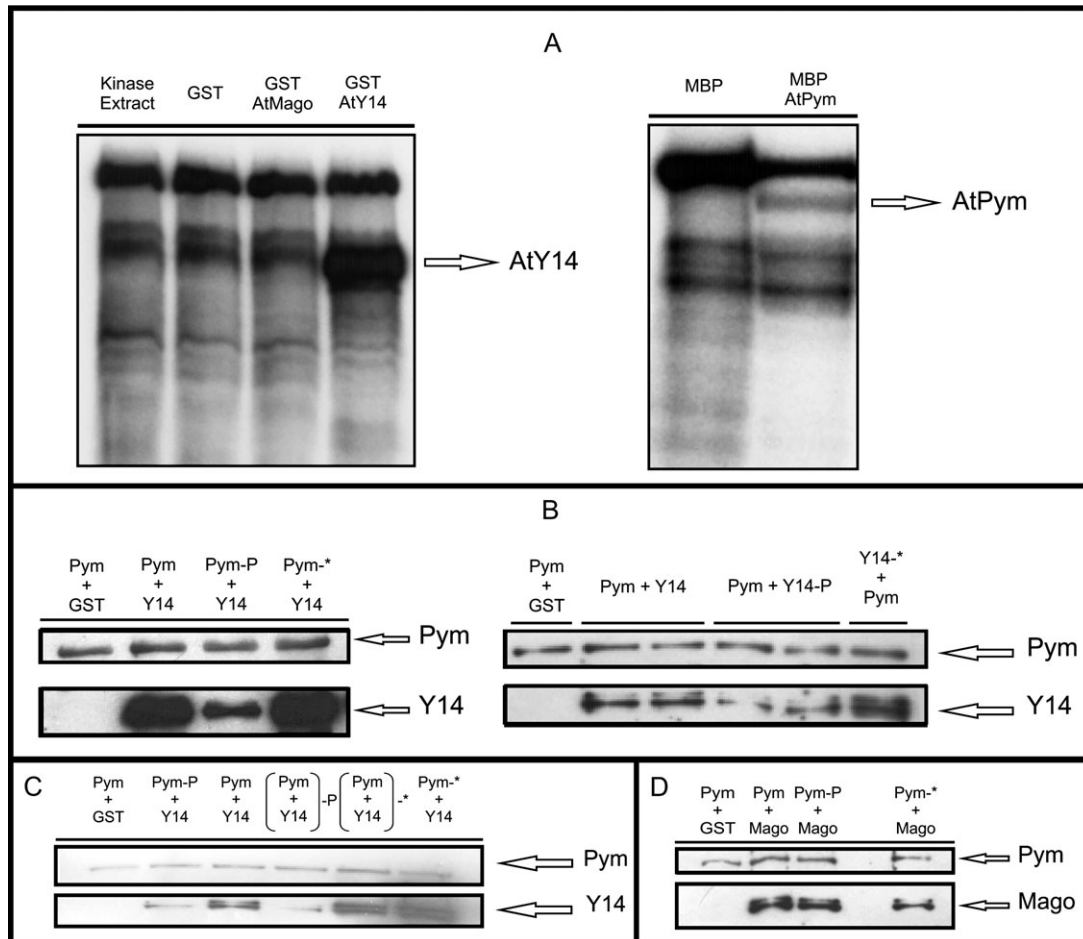 A
Kinase
Extract
GST
GST
AtMago
GST
AtY14
MBP
MBP
AtPym
AtY14
AtPym
B
Pym
+
GST
Pym
+
Y14
Pym-P
+
Y14
Pym-*
+
Y14
Pym
Y14
Pym
+
GST
Pym + Y14
Pym + Y14-P
Y14-*
+
Pym
Pym
Y14
C
Pym
+
GST
Pym-P
+
Y14
Pym
+
Y14
Pym
+
Y14
-P
Pym
+
Y14
-*
Pym-*
+
Y14
Pym
Y14
D
Pym
+
GST
Pym
+
Mago
Pym-P
+
Mago
Pym-*
+
Mago
Pym
Mago